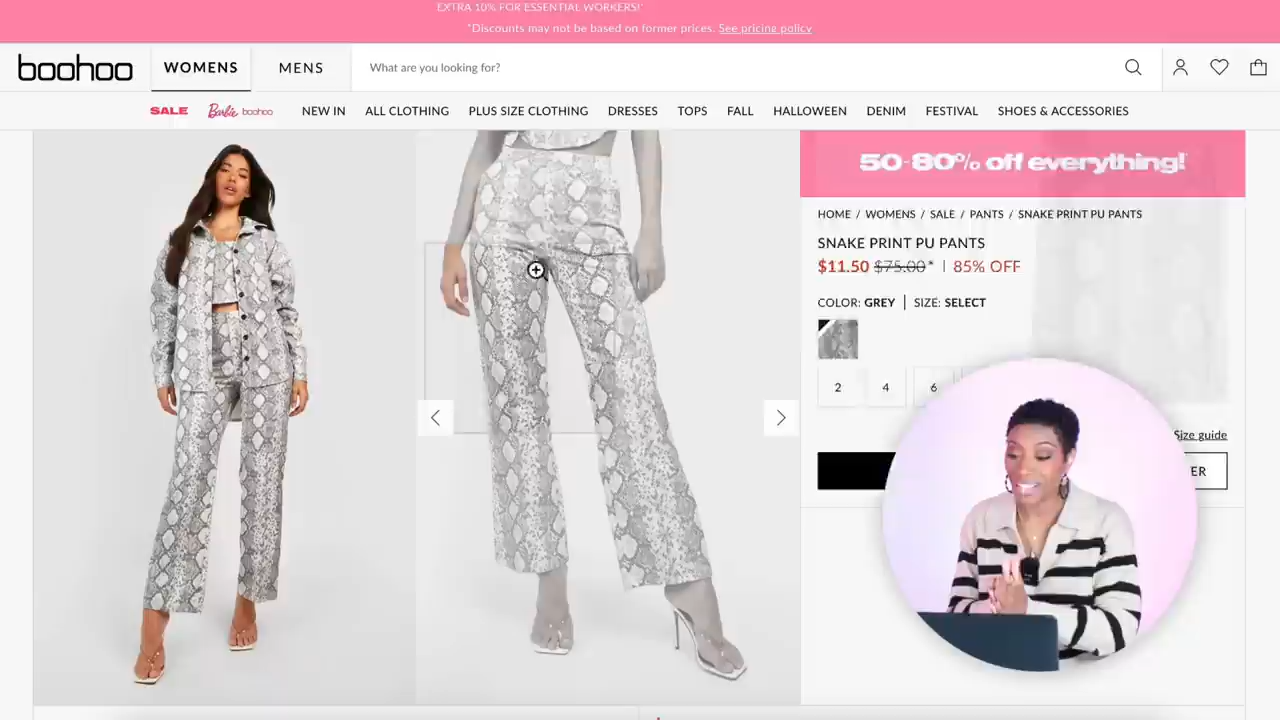 EXTRA 10% FOR ESSENTIAL WORKERS!*
*Discounts may not be based on former prices. See pricing policy
boohoo
WOMENS
MENS
What are you looking for?
SALE
Barbie boohoo
NEW IN
ALL CLOTHING
PLUS SIZE CLOTHING
DRESSES
TOPS
FALL
HALLOWEEN
DENIM
FESTIVAL
SHOES & ACCESSORIES
50-80% off everything!*
HOME / WOMENS / SALE / PANTS / SNAKE PRINT PU PANTS
SNAKE PRINT PU PANTS
$11.50 $75.00* | 85% OFF
COLOR: GREY | SIZE: SELECT
2 4 6
Size guide
ER